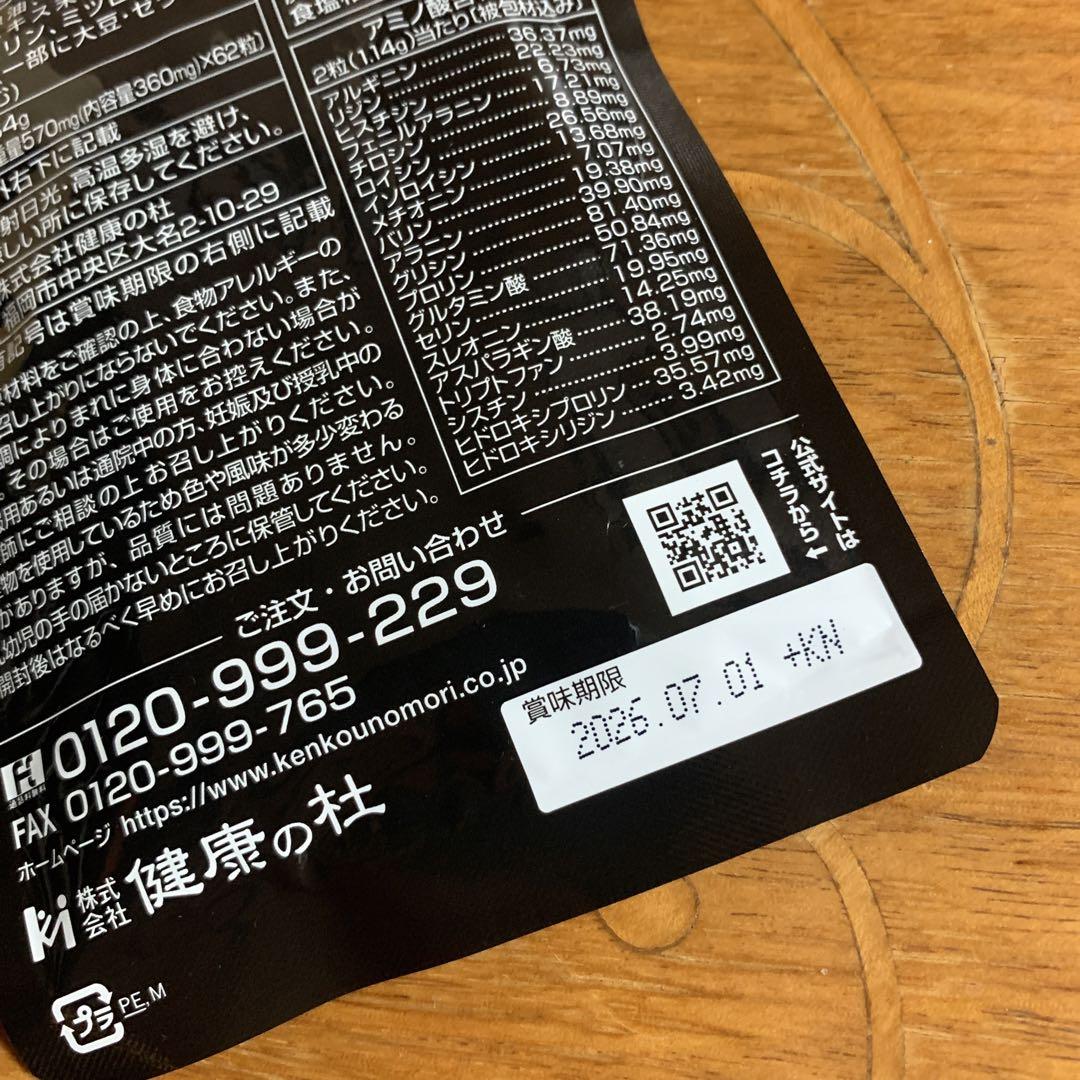 部に大豆・ゼラ
570mg(内容量360mg)×62粒)
右下に記載
射日光・高温多湿を避け、
しい所に保存してください。
株式会社健康の杜
岡市中央区大名2-10-29
記号は賞味期限の右側に記載
材料をご確認の上、食物アレルギーの
召し上がりにならないでください。また、
調によりまれに身体に合わない場合が
。その場合はご使用をお控えください。
用あるいは通院中の方、妊娠及び授乳中の
師にご相談の上お召し上がりください。
物を使用しているため色や風味が多少変わる
がありますが、品質には問題ありません。
幼児の手の届かないところに保管してください。
開封後はなるべく早めにお召し上がりください。
2粒(1.14g)当たり[被包材込み]
アルギニン 36.37mg
リジン 22.23mg
ヒスチジン 6.73mg
フェニルアラニン 17.21mg
チロシン 8.89mg
ロイシン 26.56mg
イソロイシン 13.68mg
メチオニン 7.07mg
バリン 19.38mg
アラニン 39.90mg
グリシン 81.40mg
プロリン 50.84mg
グルタミン酸 71.36mg
セリン 19.95mg
スレオニン 14.25mg
アスパラギン酸 38.19mg
トリプトファン 2.74mg
シスチン 3.99mg
ヒドロキシプロリン 35.57mg
ヒドロキシリジン 3.42mg
公式サイトは
コチラから
ご注文・お問い合わせ
0120-999-229
FAX 0120-999-765
ホームページ https://www.kenkounomori.co.jp
株式会社 健康の杜
賞味期限
2026.07.01 +KN
プラ PE,M